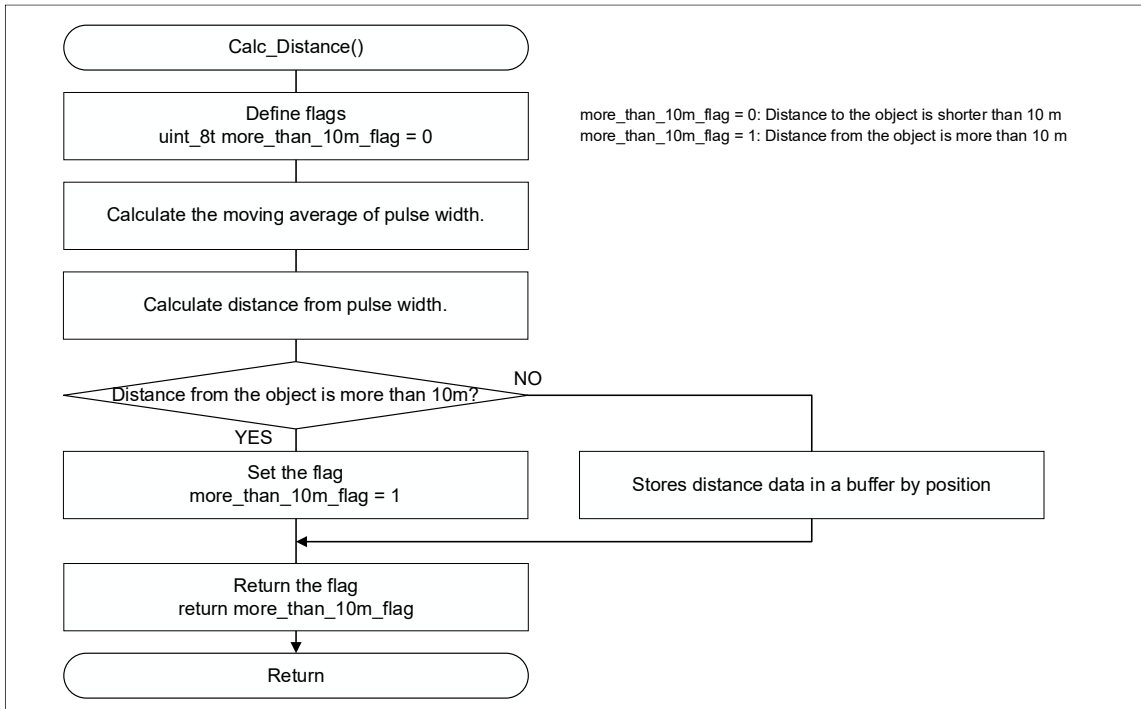 Calc_Distance()
Define flags
uint_8t more_than_10m_flag = 0
more_than_10m_flag = 0: Distance to the object is shorter than 10 m
more_than_10m_flag = 1: Distance from the object is more than 10 m
Calculate the moving average of pulse width.
Calculate distance from pulse width.
Distance from the object is more than 10m?
NO
YES
Set the flag
more_than_10m_flag = 1
Stores distance data in a buffer by position
Return the flag
return more_than_10m_flag
Return